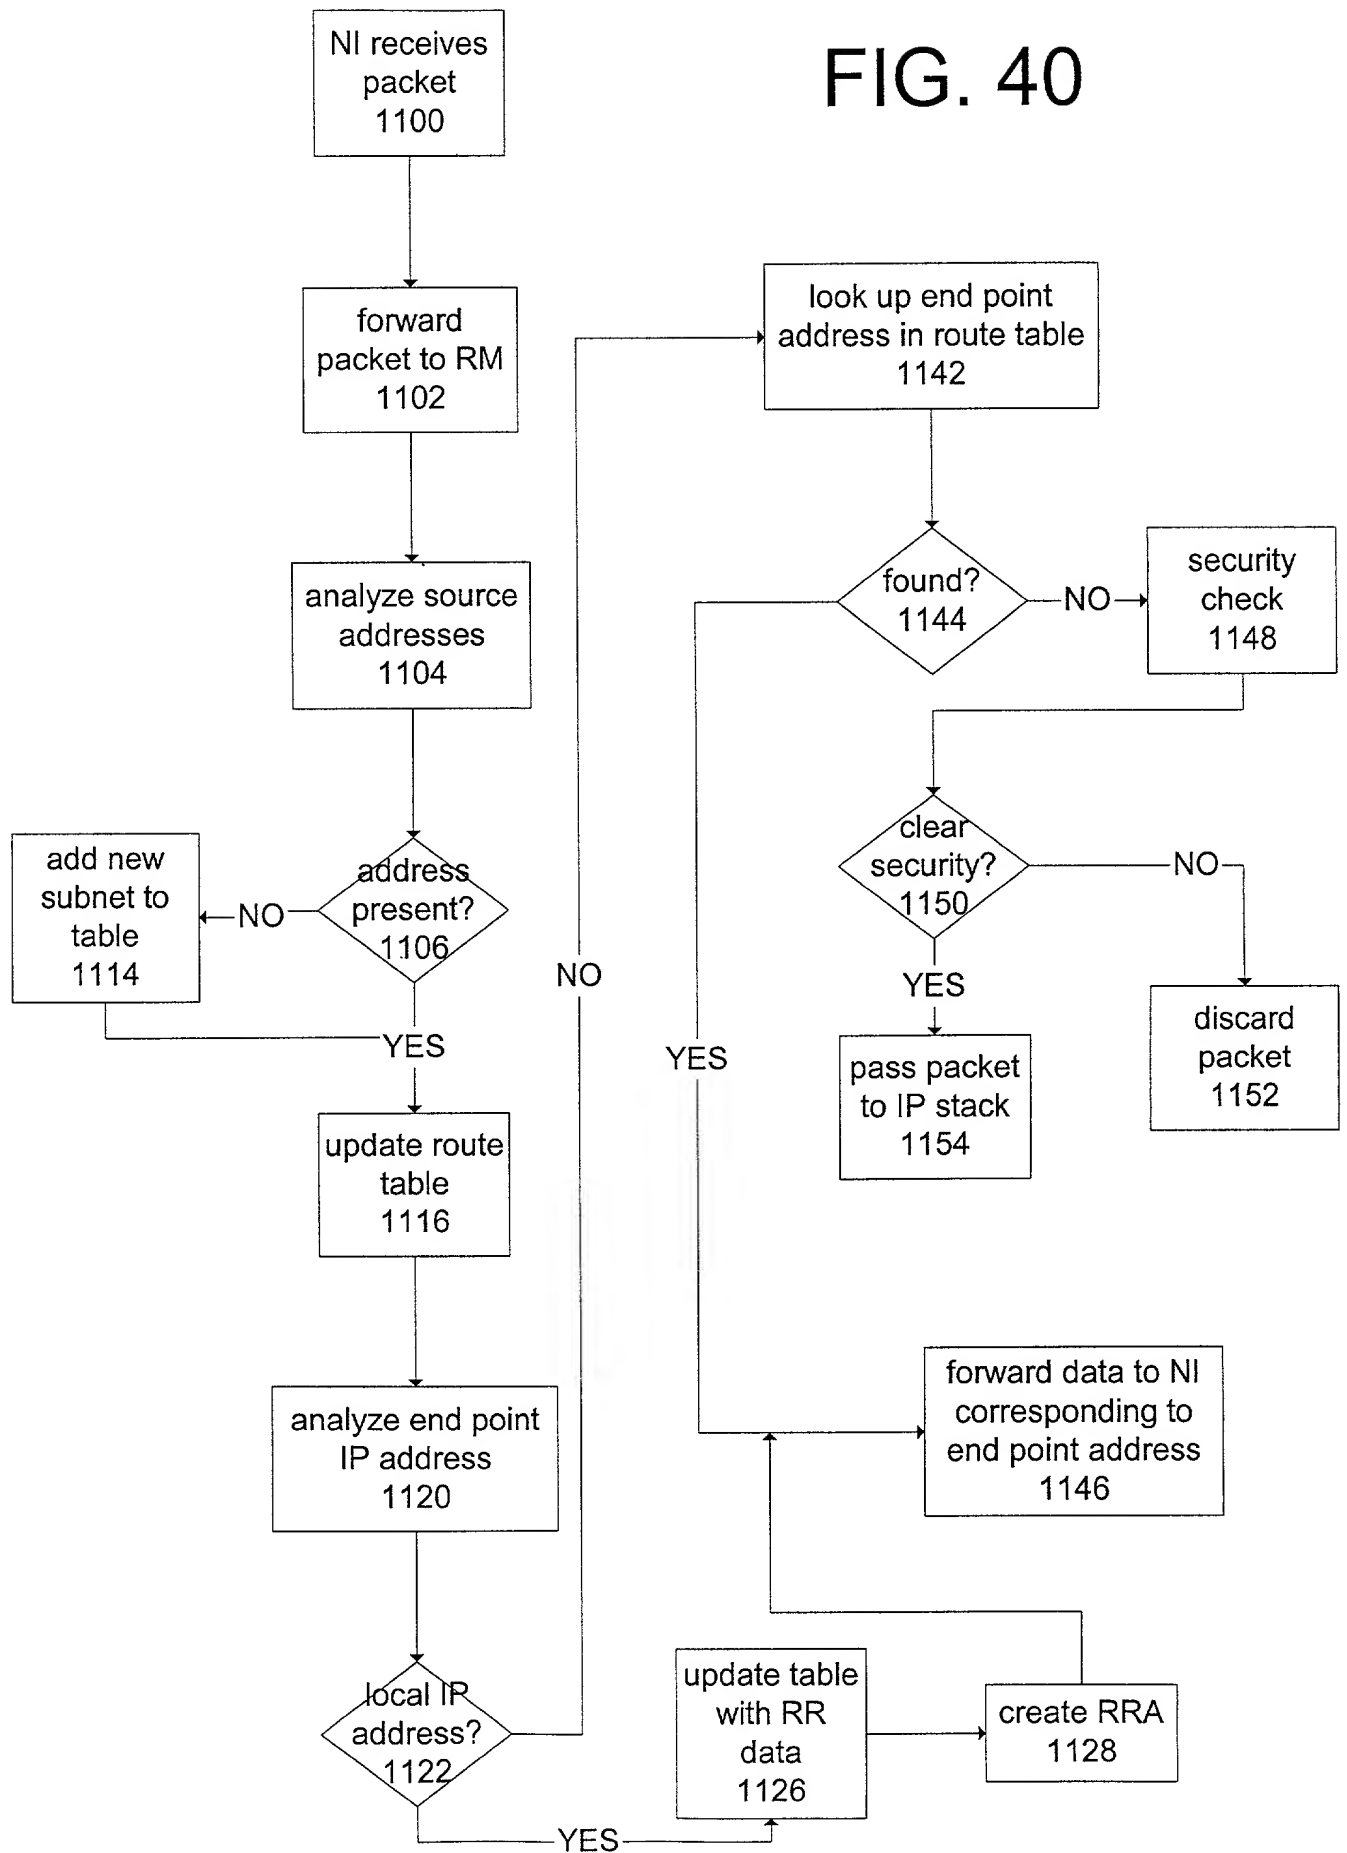 FIG. 40
NI receives
packet
1100
forward
packet to RM
1102
analyze source
addresses
1104
address
present?
1106
NO
add new
subnet to
table
1114
YES
update route
table
1116
analyze end point
IP address
1120
local IP
address?
1122
NO
YES
look up end point
address in route table
1142
found?
1144
NO
security
check
1148
clear
security?
1150
NO
YES
discard
packet
1152
pass packet
to IP stack
1154
YES
forward data to NI
corresponding to
end point address
1146
update table
with RR
data
1126
create RRA
1128